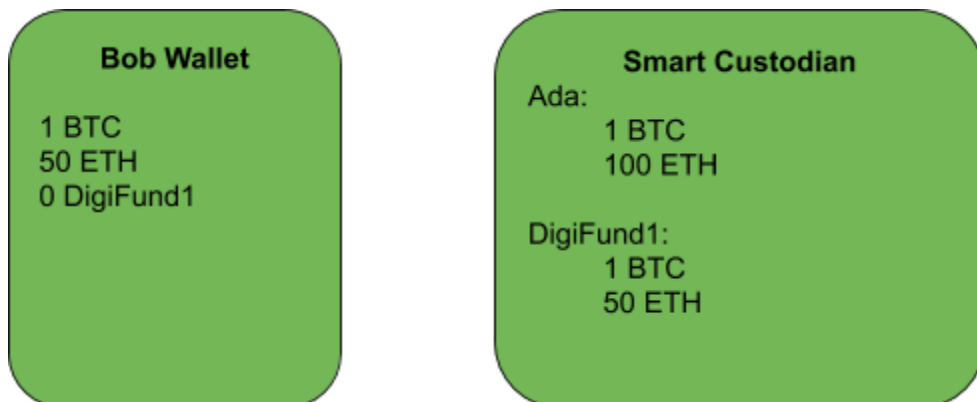 Bob Wallet
1 BTC
50 ETH
0 DigiFund1
Smart Custodian
Ada:
1 BTC
100 ETH
DigiFund1:
1 BTC
50 ETH